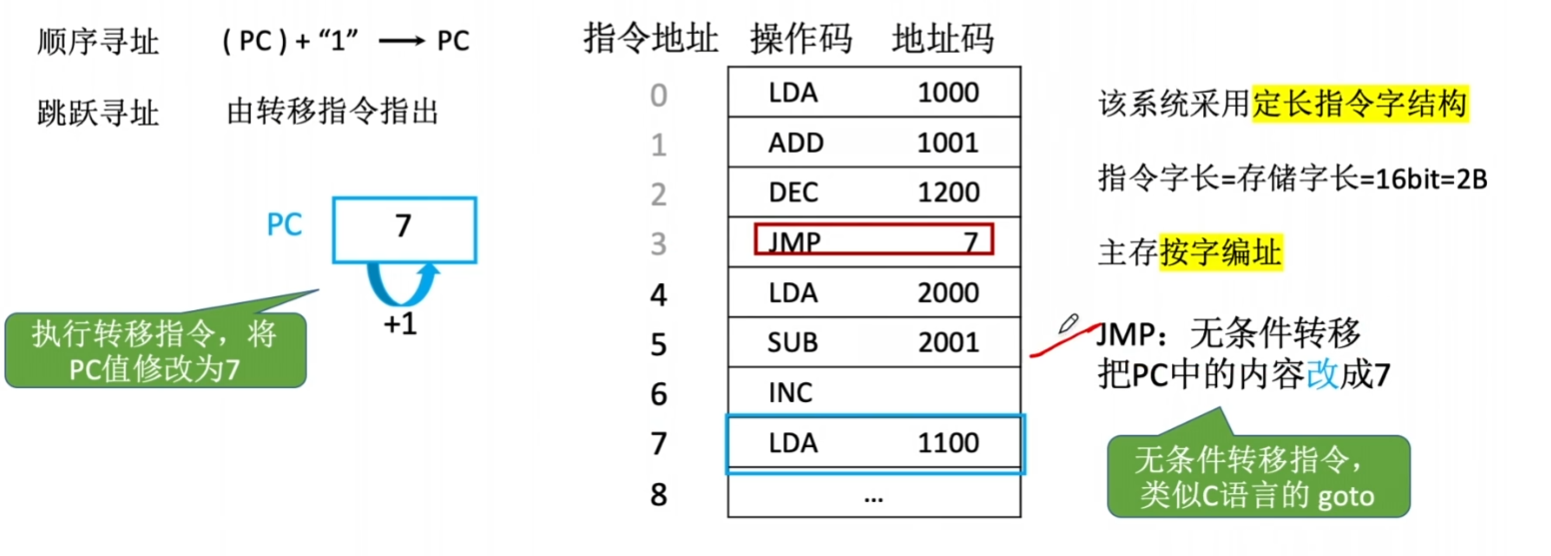 顺序寻址 ( PC ) + “1” ⟶ PC
跳跃寻址 由转移指令指出
PC 7
+1
执行转移指令，将
PC值修改为7
指令地址 操作码 地址码
0 LDA 1000
1 ADD 1001
2 DEC 1200
3 JMP 7
4 LDA 2000
5 SUB 2001
6 INC
7 LDA 1100
8 ...
该系统采用定长指令字结构
指令字长=存储字长=16bit=2B
主存按字编址
JMP：无条件转移
把PC中的内容改成7
无条件转移指令，
类似C语言的 goto